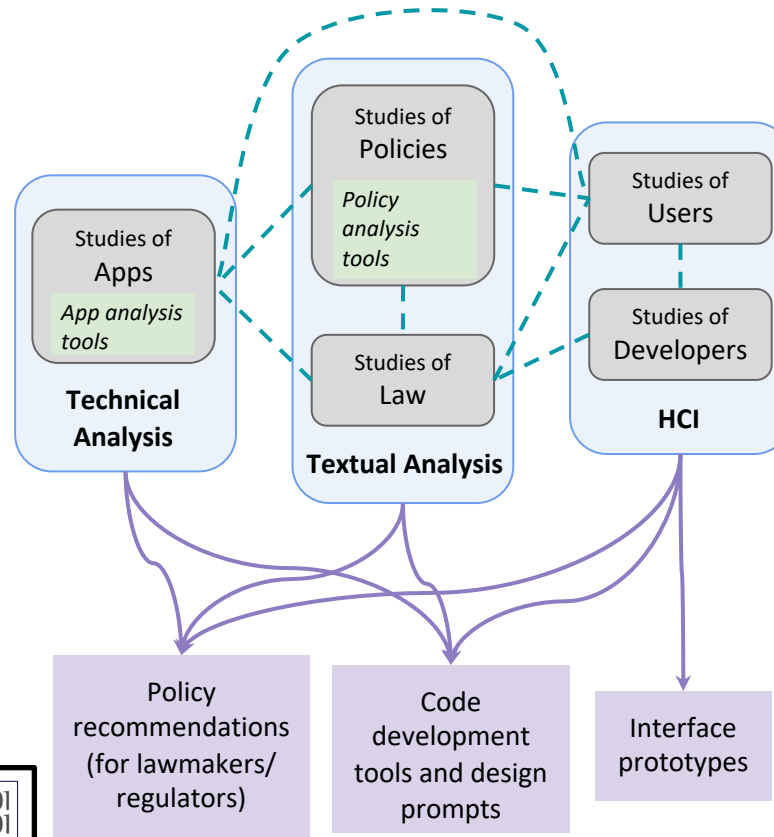 Studies of
Policies
Policy
analysis
tools
Studies of
Users
Studies of
Apps
App analysis
tools
Studies of
Developers
Studies of
Law
Technical
Analysis
Textual Analysis
HCI
Policy
recommendations
(for lawmakers/
regulators)
Code
development
tools and design
prompts
Interface
prototypes